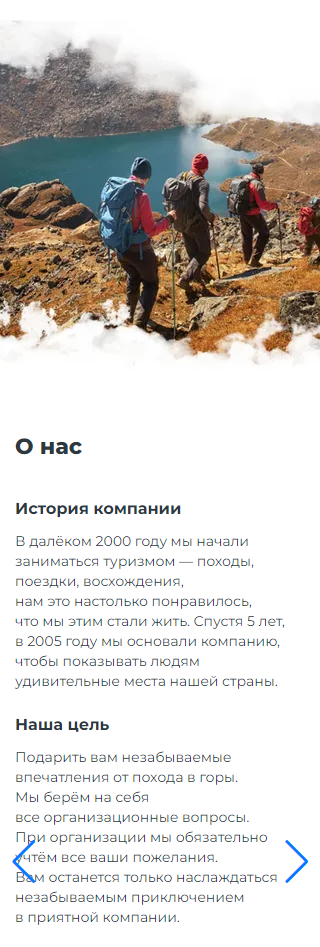 О нас
История компании
В далёком 2000 году мы начали
заниматься туризмом — походы,
поездки, восхождения,
нам это настолько понравилось,
что мы этим стали жить. Спустя 5 лет,
в 2005 году мы основали компанию,
чтобы показывать людям
удивительные места нашей страны.
Наша цель
Подарить вам незабываемые
впечатления от похода в горы.
Мы берём на себя
все организационные вопросы.
При организации мы обязательно
учтём все ваши пожелания.
Вам останется только наслаждаться
незабываемым приключением
в приятной компании.